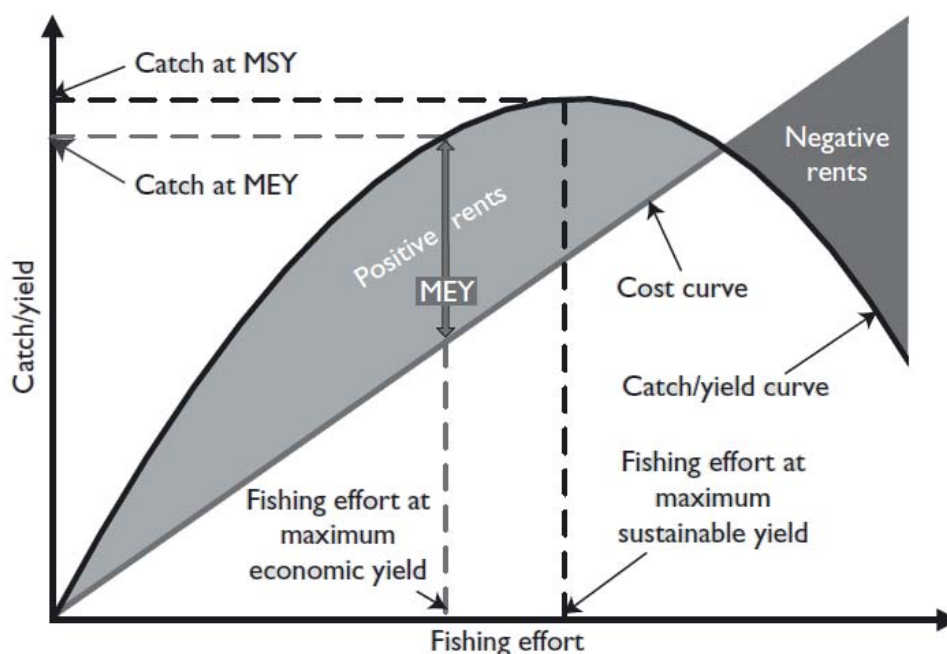 Catch at MSY
Catch at MEY
Negative
rents
Positive rents
MEY
Cost curve
Catch/yield curve
Catch/yield
Fishing effort at
maximum
economic yield
Fishing effort at
maximum
sustainable yield
Fishing effort